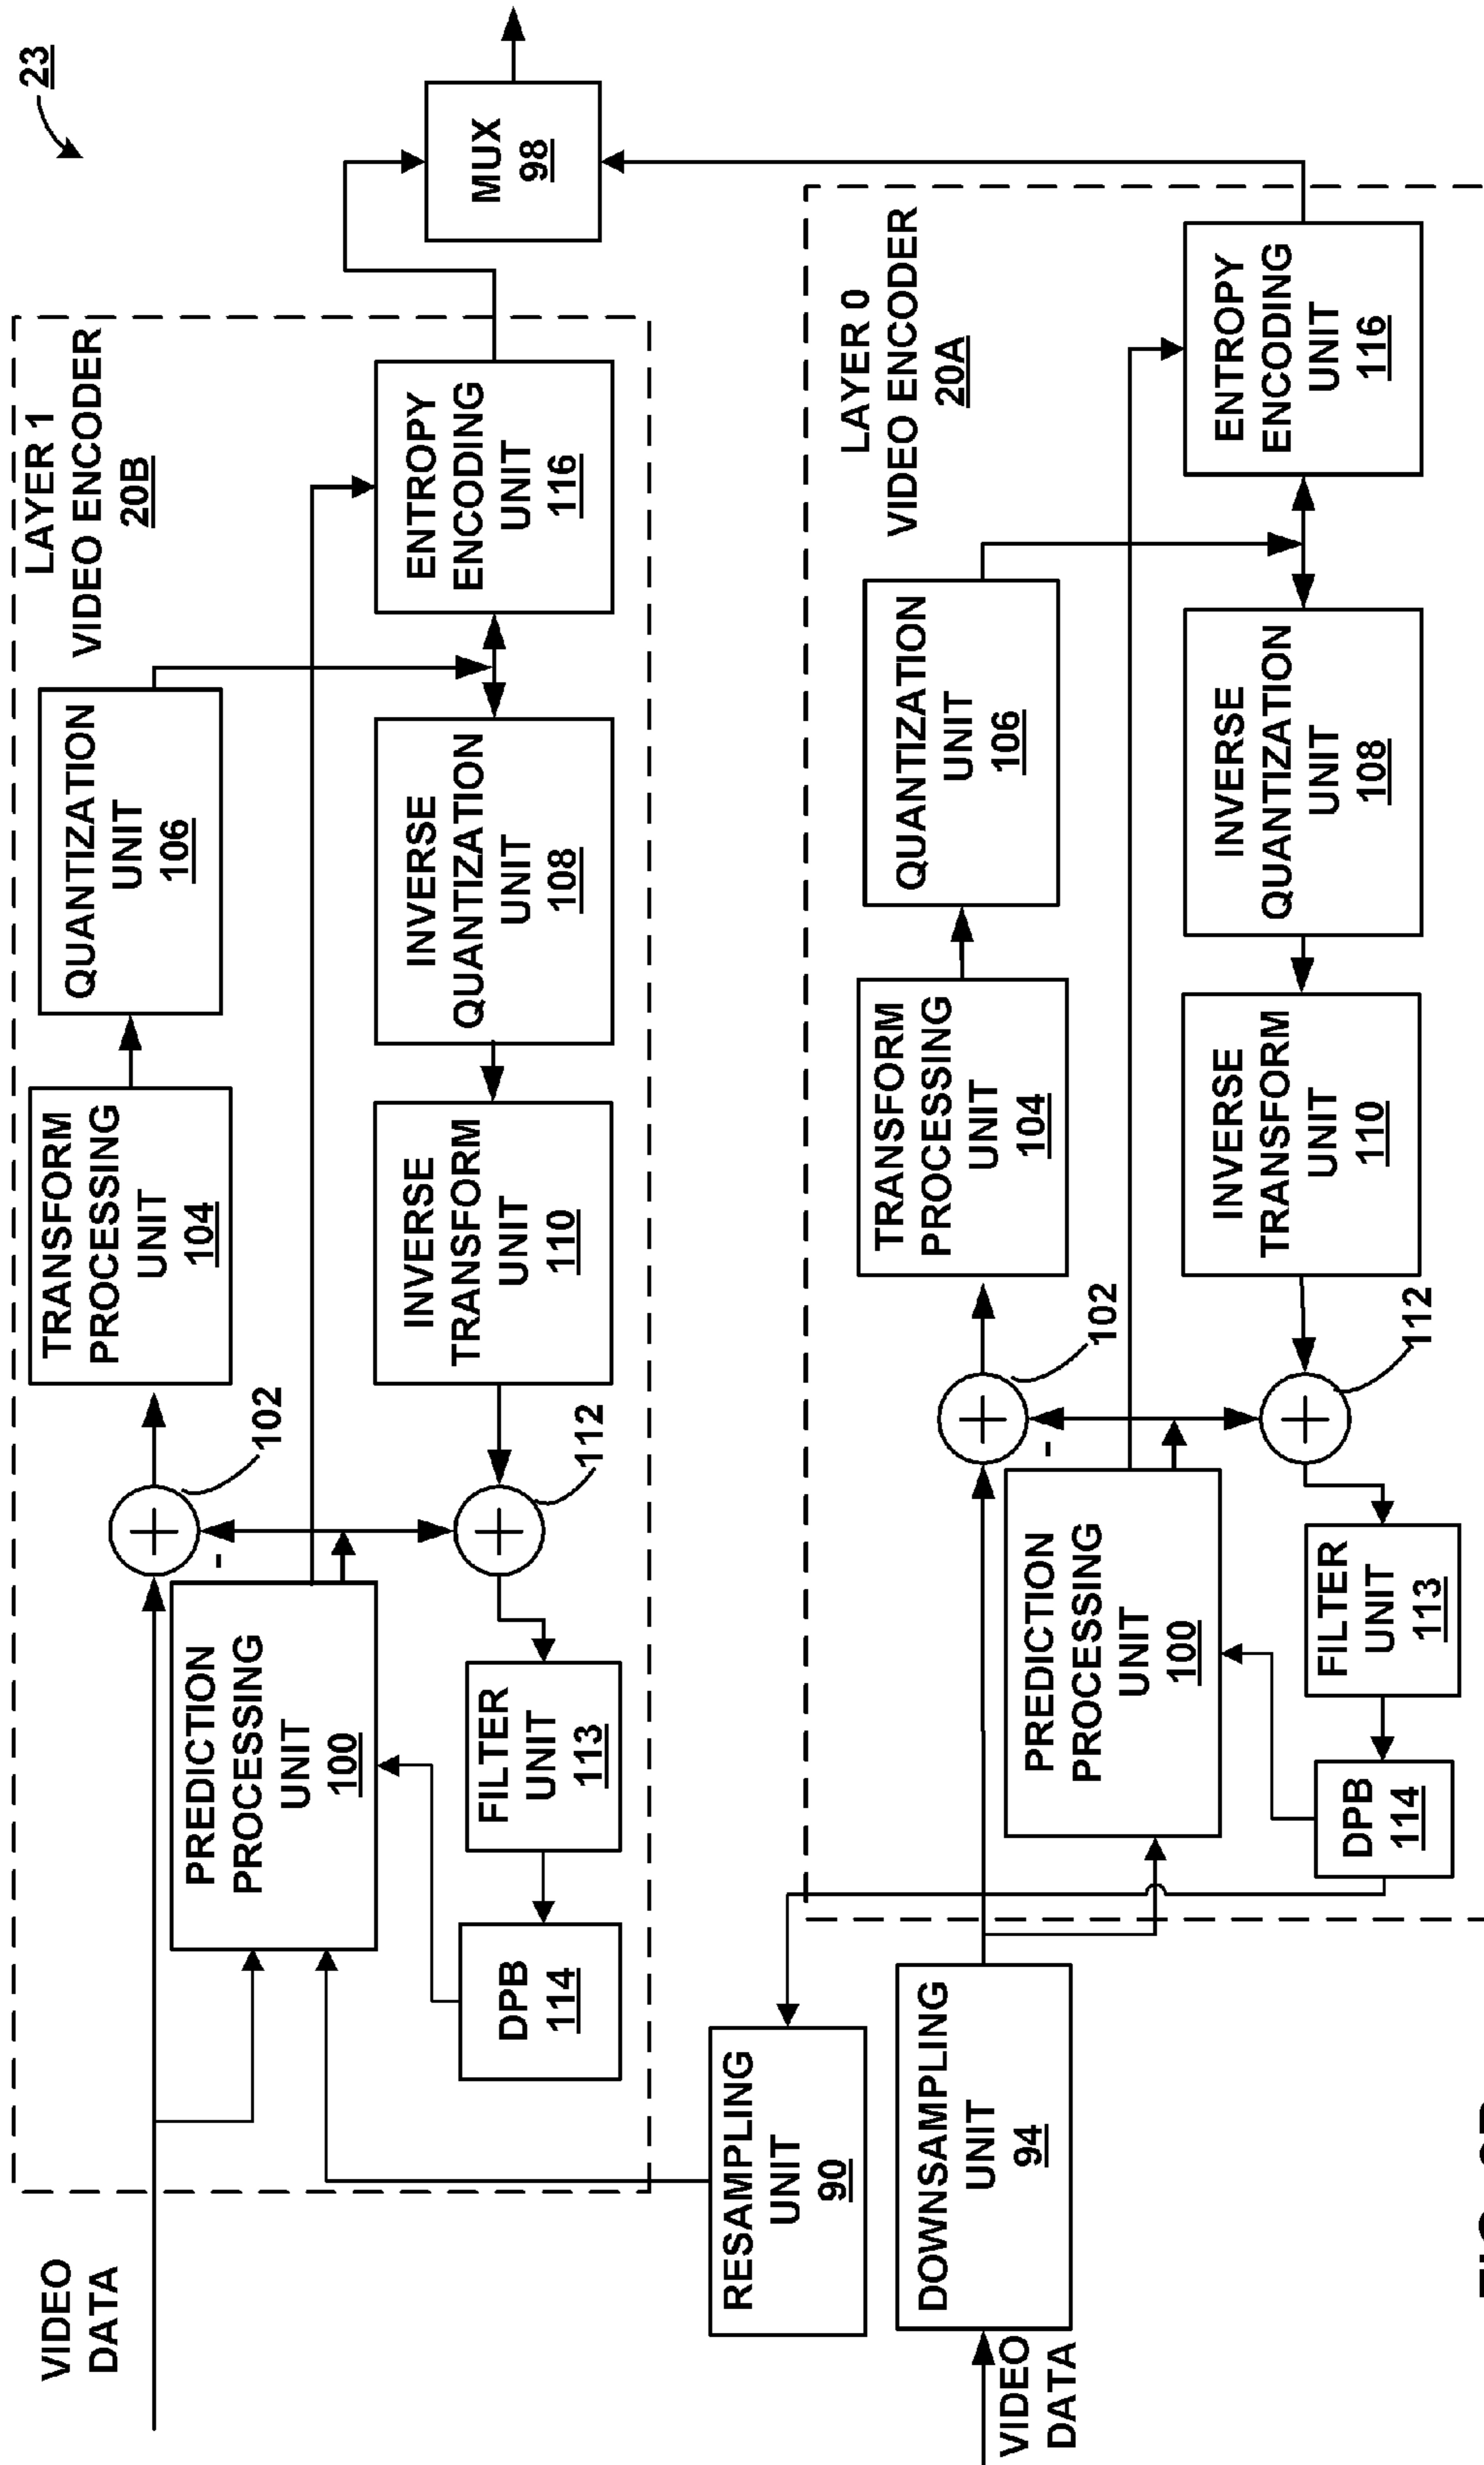 23
LAYER 1
VIDEO ENCODER
20B
VIDEO
DATA
PREDICTION
PROCESSING
UNIT
100
-
102
TRANSFORM
PROCESSING
UNIT
104
QUANTIZATION
UNIT
106
DPB
114
FILTER
UNIT
113
112
INVERSE
TRANSFORM
UNIT
110
INVERSE
QUANTIZATION
UNIT
108
ENTROPY
ENCODING
UNIT
116
MUX
98
RESAMPLING
UNIT
90
LAYER 0
VIDEO ENCODER
20A
VIDEO
DATA
DOWNSAMPLING
UNIT
94
PREDICTION
PROCESSING
UNIT
100
-
102
TRANSFORM
PROCESSING
UNIT
104
QUANTIZATION
UNIT
106
DPB
114
FILTER
UNIT
113
112
INVERSE
TRANSFORM
UNIT
110
INVERSE
QUANTIZATION
UNIT
108
ENTROPY
ENCODING
UNIT
116